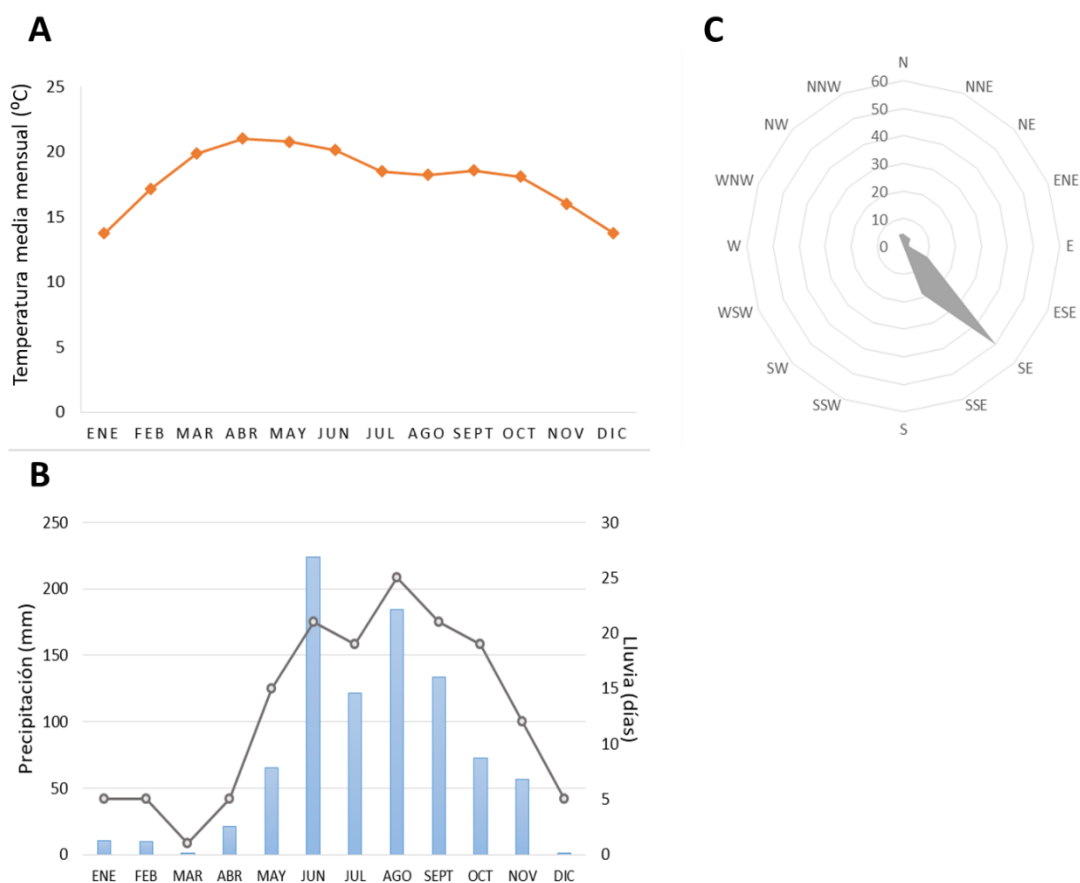 A
Temperatura media mensual (ºC)
25
20
15
10
5
0
ENE FEB MAR ABR MAY JUN JUL AGO SEPT OCT NOV DIC
C
N
NNE
NE
ENE
E
ESE
SE
SSE
S
SSW
SW
WSW
W
WNW
NW
NNW
60
50
40
30
20
10
0
B
Precipitación (mm)
250
200
150
100
50
0
Lluvia (días)
30
25
20
15
10
5
0
ENE FEB MAR ABR MAY JUN JUL AGO SEPT OCT NOV DIC